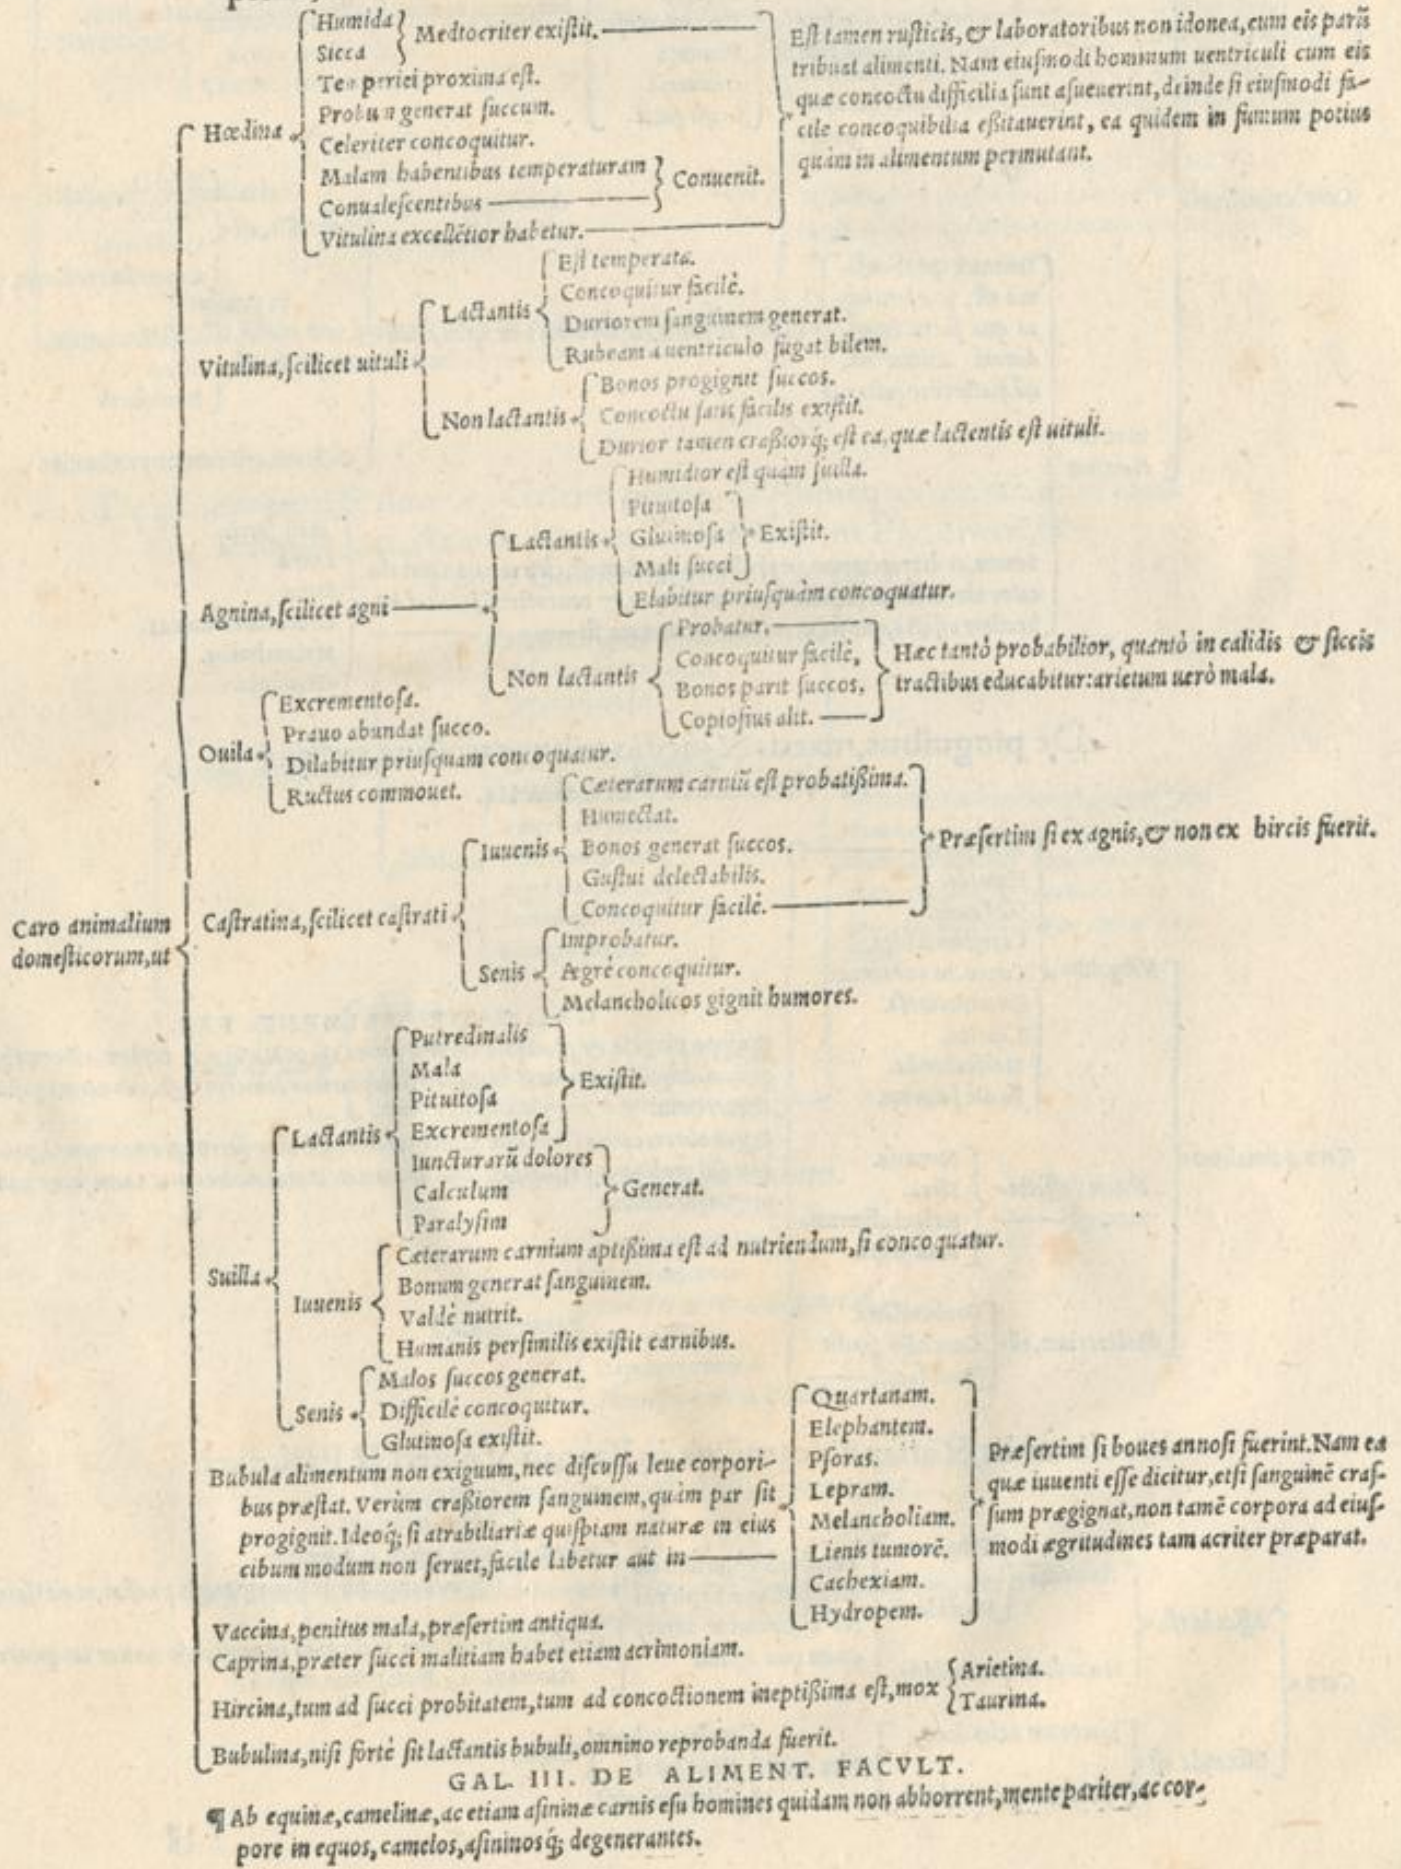 Hœdina
Humida
Sicca
Mediocriter existit.
Temperiei proxima est.
Probum generat succum.
Celeriter concoquitur.
Malam habentibus temperaturam
Conualescentibus
Conuenit.
Vitulina excellẽtior habetur.
Est tamen rusticis, & laboratoribus non idonea, cum eis parũ
tribuat alimenti. Nam eiusmodi hominum uentriculi cum eis
quæ concoctu difficilia sunt asueuerint, deinde si eiusmodi fa-
cile concoquibilia eßitauerint, ea quidem in fumum potius
quàm in alimentum permutant.
Vitulina, scilicet uituli
Lactantis
Est temperata.
Concoquitur facilè.
Duriorem sanguinem generat.
Rubeam a uentriculo fugat bilem.
Non lactantis
Bonos progignit succos.
Concoctu satis facilis existit.
Durior tamen craßiorq́; est ea, quæ lactentis est uituli.
Agnina, scilicet agni
Lactantis
Humidior est quàm suilla.
Pituitosa
Glutinosa
Mali succi
Existit.
Elabitur priusquàm concoquatur.
Non lactantis
Probatur.
Concoquitur facilè,
Bonos parit succos.
Copiosius alit.
Hæc tantò probabilior, quantò in calidis & siccis
tractibus educabitur: arietum uerò mala.
Ouila
Excrementosa.
Prauo abundat succo.
Dilabitur priusquam concoquatur.
Ructus commouet.
Caro animalium
domesticorum, ut
Castratina, scilicet castrati
Iuuenis
Cæterarum carniũ est probatißima.
Humectat.
Bonos generat succos.
Gustui delectabilis.
Concoquitur facilè.
Præsertim si ex agnis, & non ex hircis fuerit.
Senis
Improbatur.
Ægrè concoquitur.
Melancholicos gignit humores.
Suilla
Lactantis
Putredinalis
Mala
Pituitosa
Excrementosa
Existit.
Iuncturarũ dolores
Calculum
Paralysim
Generat.
Iuuenis
Cæterarum carnium aptißima est ad nutriendum, si concoquatur.
Bonum generat sanguinem.
Valdè nutrit.
Humanis persimilis existit carnibus.
Senis
Malos succos generat.
Difficilè concoquitur.
Glutinosa existit.
Bubula alimentum non exiguum, nec discussu leue corpori-
bus præstat. Verùm craßiorem sanguinem, quàm par sit
progignit. Ideoq́; si atrabiliariæ quispiam naturæ in eius
cibum modum non seruet, facile labetur aut in
Quartanam.
Elephantem.
Psoras.
Lepram.
Melancholiam.
Lienis tumorẽ.
Cachexiam.
Hydropem.
Præsertim si boues annosi fuerint. Nam ea
quæ iuuenti esse dicitur, etsi sanguinẽ cras-
sum prægignat, non tamẽ corpora ad eius-
modi ægritudines tam acriter præparat.
Vaccina, penitus mala, præsertim antiqua.
Caprina, præter succi malitiam habet etiam acrimoniam.
Hircina, tum ad succi probitatem, tum ad concoctionem ineptißima est, mox
Arietina.
Taurina.
Bubulina, nisi fortè sit lactantis bubuli, omnino reprobanda fuerit.
GAL. III. DE ALIMENT. FACVLT.
¶ Ab equinæ, camelinæ, ac etiam asininæ carnis esu homines quidam non abhorrent, mente pariter, ac cor-
pore in equos, camelos, asininosq́; degenerantes.